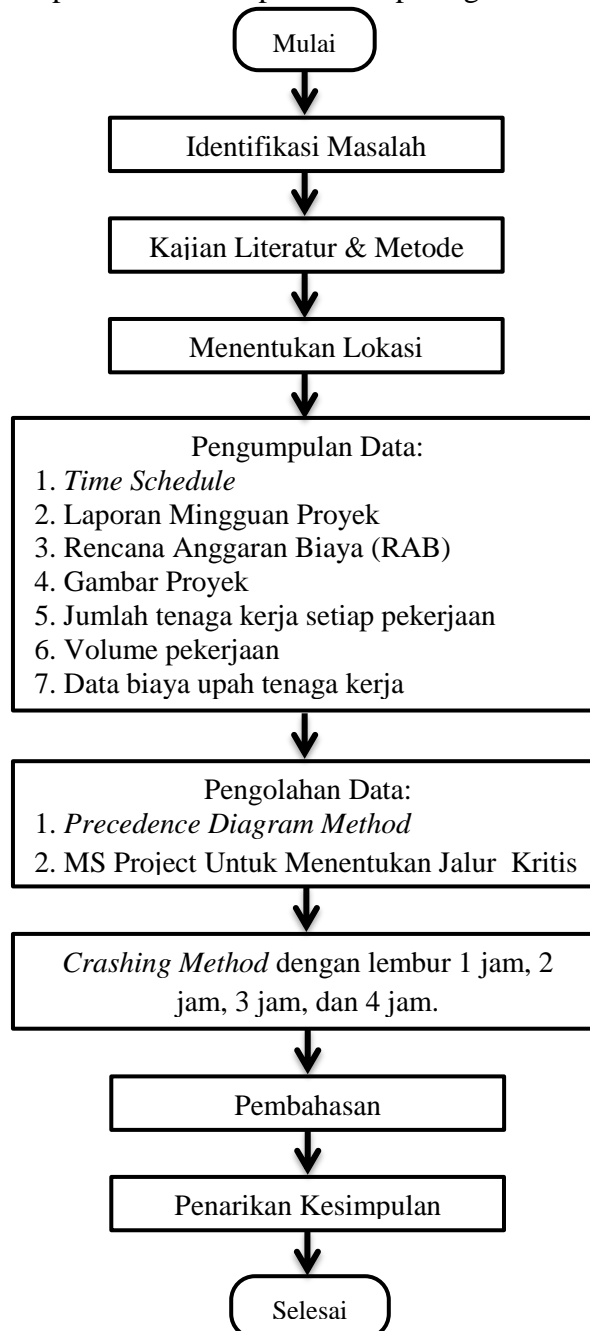 Mulai
Identifikasi Masalah
Kajian Literatur & Metode
Menentukan Lokasi
Pengumpulan Data:
1. Time Schedule
2. Laporan Mingguan Proyek
3. Rencana Anggaran Biaya (RAB)
4. Gambar Proyek
5. Jumlah tenaga kerja setiap pekerjaan
6. Volume pekerjaan
7. Data biaya upah tenaga kerja
Pengolahan Data:
1. Precedence Diagram Method
2. MS Project Untuk Menentukan Jalur Kritis
Crashing Method dengan lembur 1 jam, 2
jam, 3 jam, dan 4 jam.
Pembahasan
Penarikan Kesimpulan
Selesai